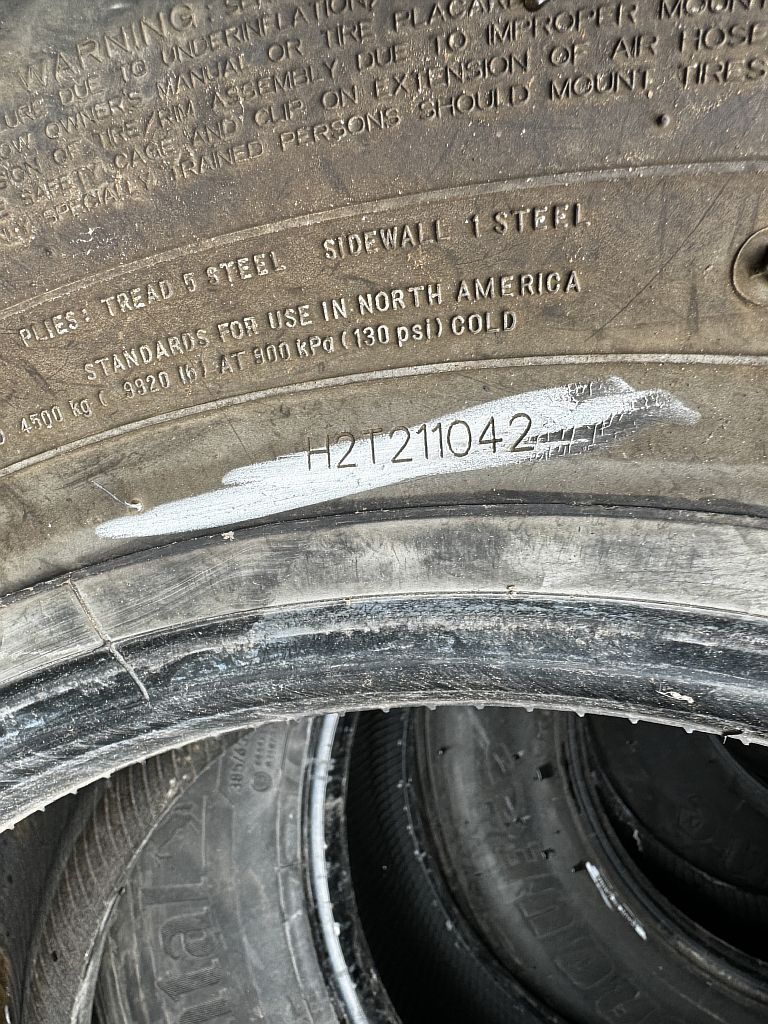 WARNING:
URE DUE TO UNDERINFLATION
OWNER'S MANUAL OR TIRE PLACAR
SION OF TIRE/RIM ASSEMBLY DUE TO IMPROPER MOUNT
SAFETY CAGE AND CLIP ON EXTENSION OF AIR HOSE
SPECIALLY TRAINED PERSONS SHOULD MOUNT TIRES
PLIES: TREAD 5 STEEL SIDEWALL 1 STEEL
STANDARDS FOR USE IN NORTH AMERICA
4500 kg ( 9920 lb) AT 900 kPa (130 psi) COLD
H2T211042
385/